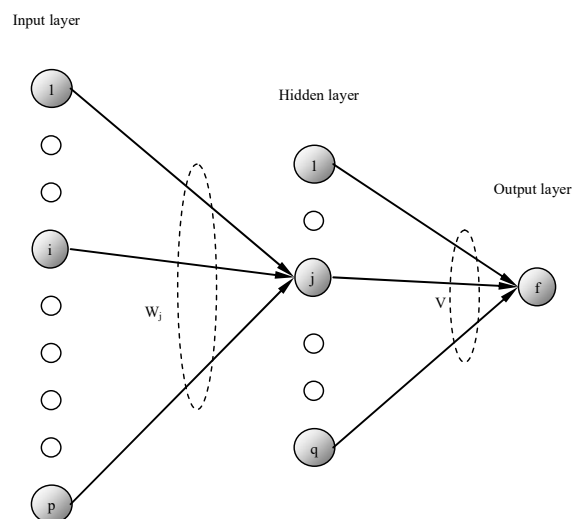 Input layer
1
Hidden layer
1
Output layer
i
j
f
W_j
V
q
p